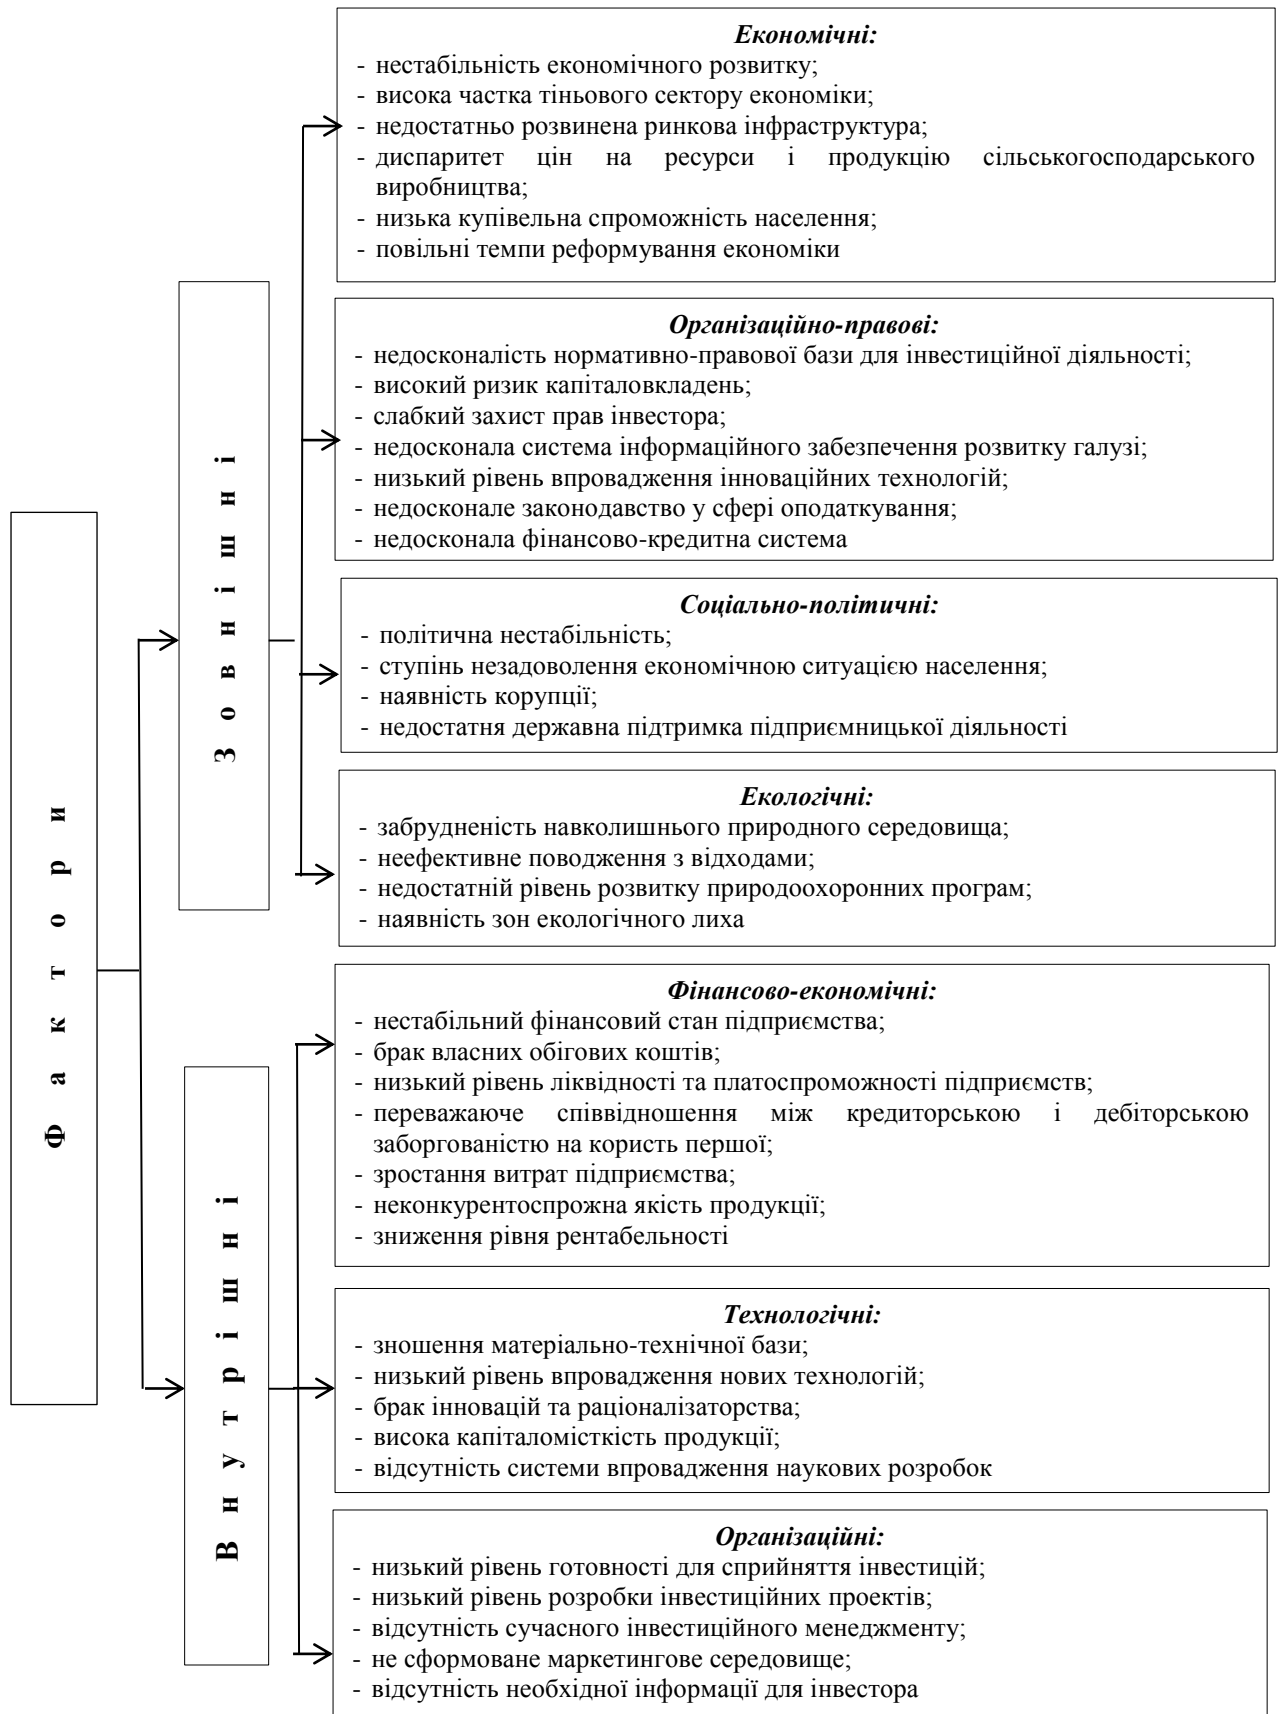 Фактори
Зовнішні
Економічні:
- нестабільність економічного розвитку;
- висока частка тіньового сектору економіки;
- недостатньо розвинена ринкова інфраструктура;
- диспаритет цін на ресурси і продукцію сільськогосподарського
виробництва;
- низька купівельна спроможність населення;
- повільні темпи реформування економіки
Організаційно-правові:
- недосконалість нормативно-правової бази для інвестиційної діяльності;
- високий ризик капіталовкладень;
- слабкий захист прав інвестора;
- недосконала система інформаційного забезпечення розвитку галузі;
- низький рівень впровадження інноваційних технологій;
- недосконале законодавство у сфері оподаткування;
- недосконала фінансово-кредитна система
Соціально-політичні:
- політична нестабільність;
- ступінь незадоволення економічною ситуацією населення;
- наявність корупції;
- недостатня державна підтримка підприємницької діяльності
Екологічні:
- забрудненість навколишнього природного середовища;
- неефективне поводження з відходами;
- недостатній рівень розвитку природоохоронних програм;
- наявність зон екологічного лиха
Внутрішні
Фінансово-економічні:
- нестабільний фінансовий стан підприємства;
- брак власних обігових коштів;
- низький рівень ліквідності та платоспроможності підприємств;
- переважаюче співвідношення між кредиторською і дебіторською
заборгованістю на користь першої;
- зростання витрат підприємства;
- неконкурентоспрожна якість продукції;
- зниження рівня рентабельності
Технологічні:
- зношення матеріально-технічної бази;
- низький рівень впровадження нових технологій;
- брак інновацій та раціоналізаторства;
- висока капіталомісткість продукції;
- відсутність системи впровадження наукових розробок
Організаційні:
- низький рівень готовності для сприйняття інвестицій;
- низький рівень розробки інвестиційних проектів;
- відсутність сучасного інвестиційного менеджменту;
- не сформоване маркетингове середовище;
- відсутність необхідної інформації для інвестора